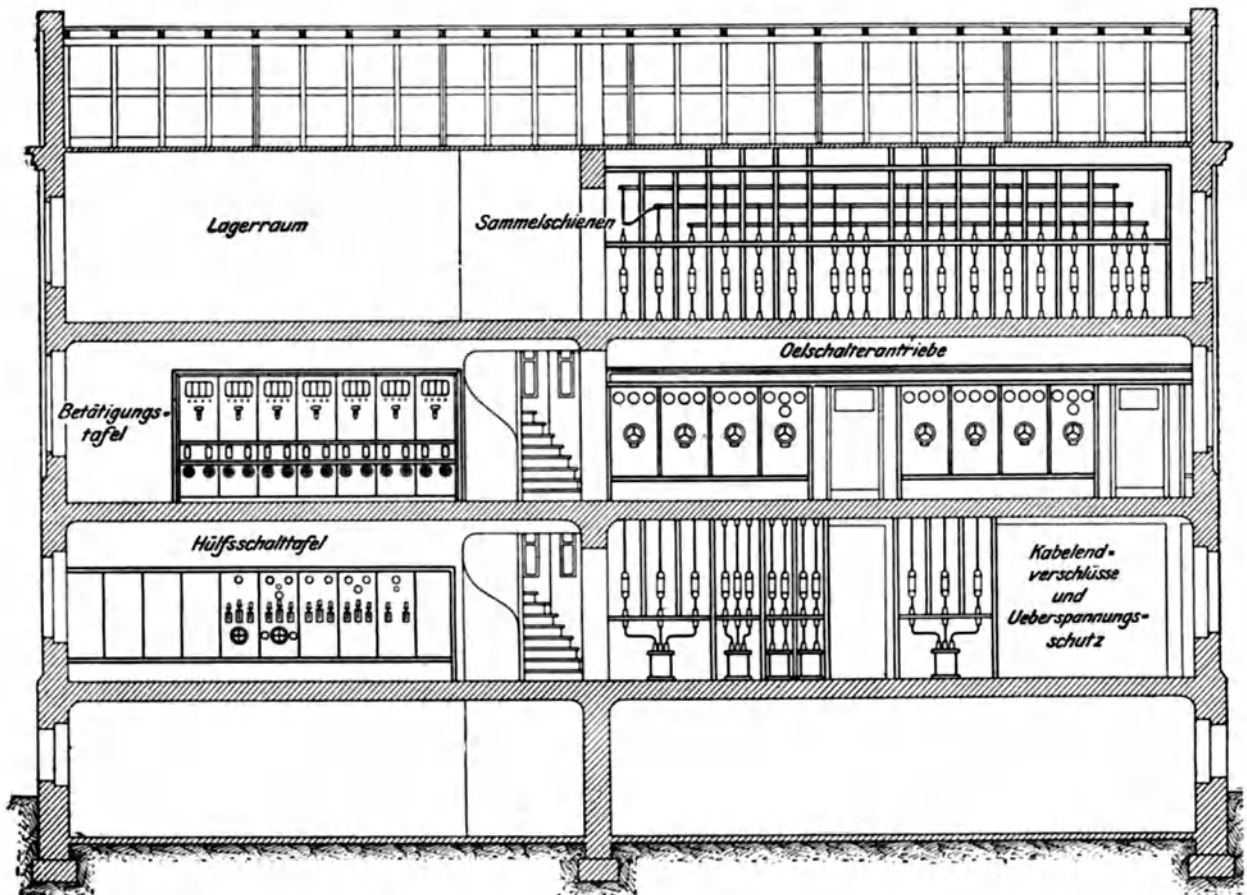 Lagerraum
Sammelschienen
Oelschalterantriebe
Betätigungs=
tafel
Hülfsschalttafel
Kabelend=
verschlüsse
und
Ueberspannungs=
schutz